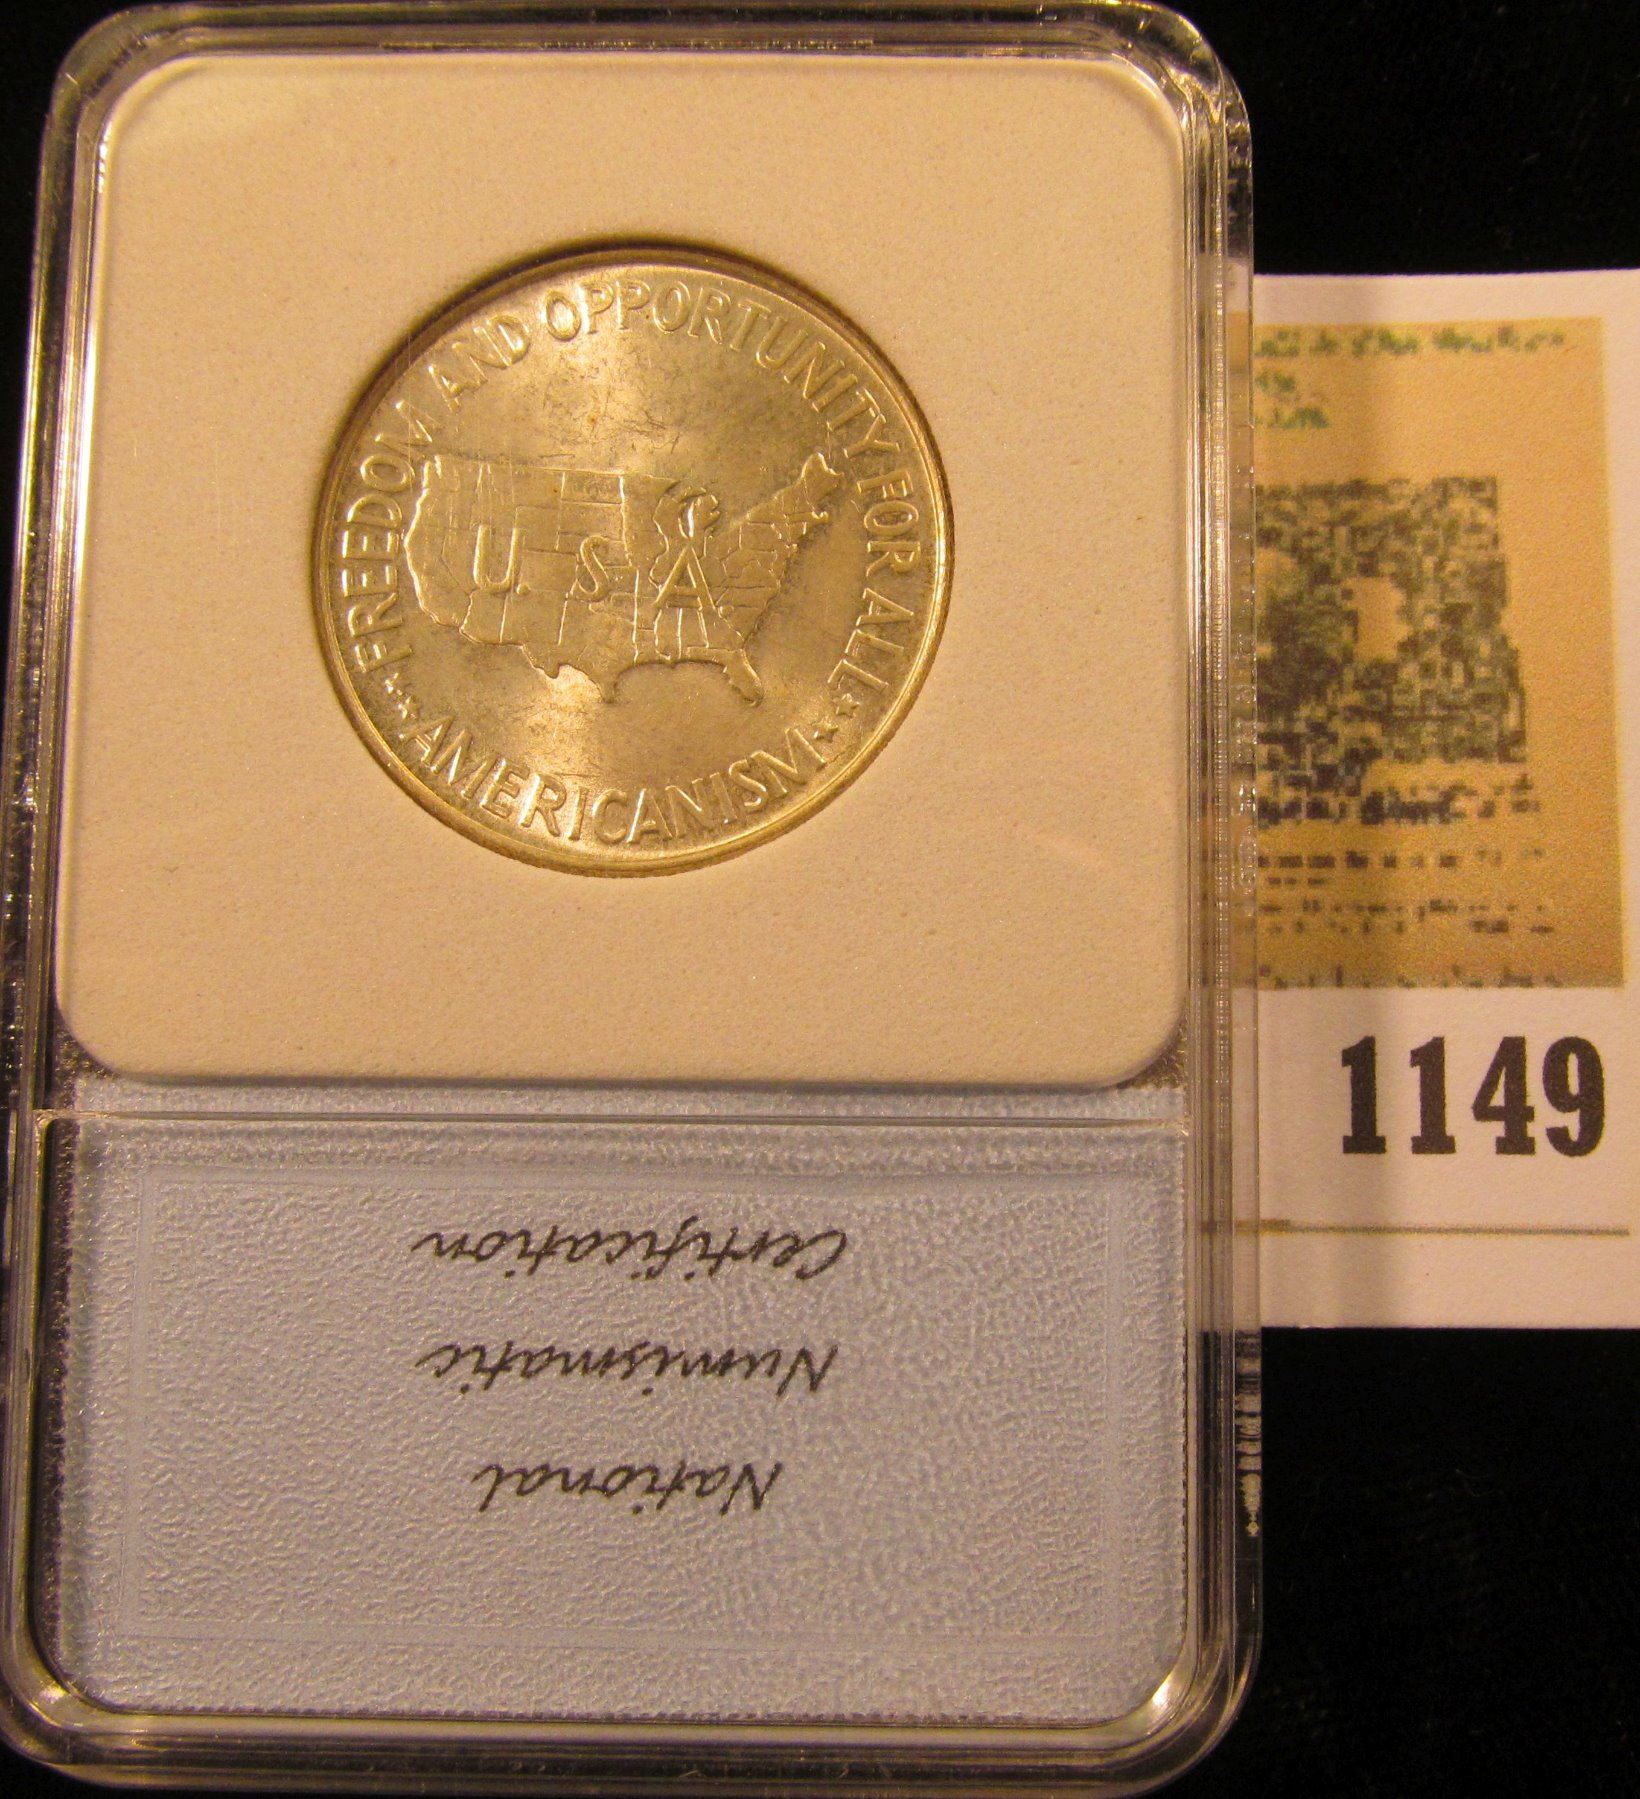 FREEDOM AND OPPORTUNITY FOR ALL
U.S.A.
AMERICANISM
National
Numismatic
Certification
1149